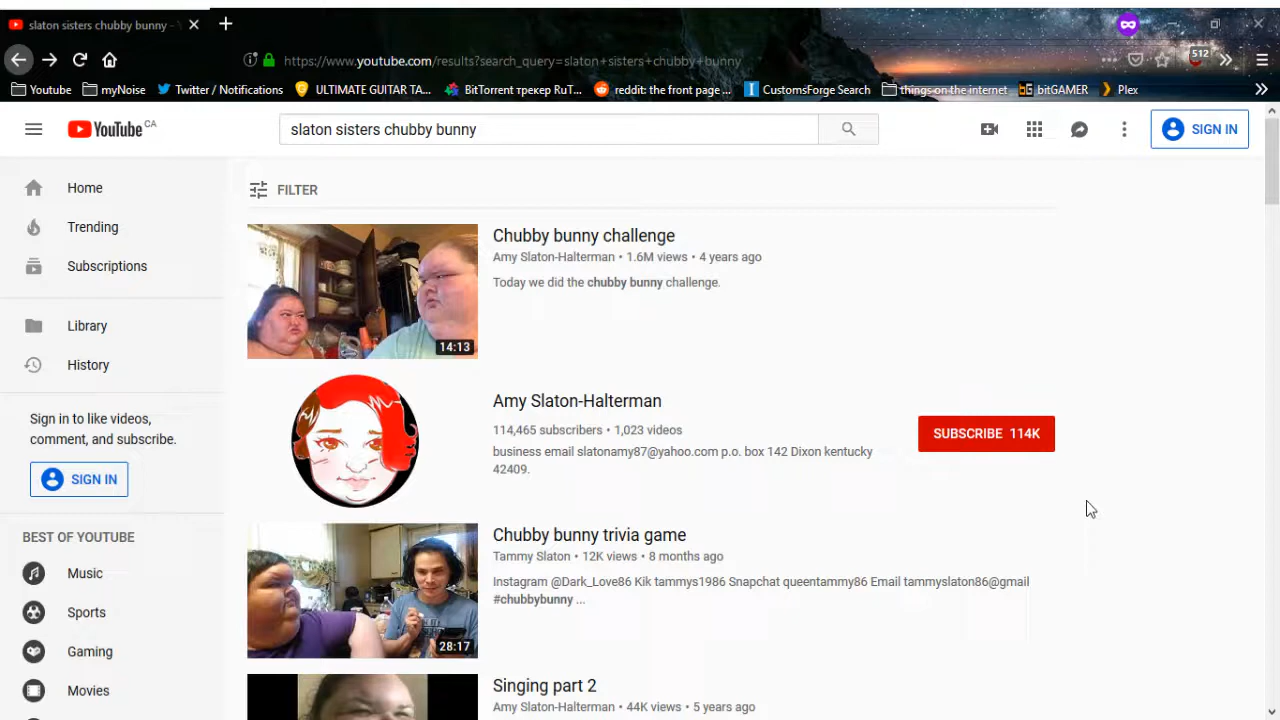 slaton sisters chubby bunny -
https://www.youtube.com/results?search_query=slaton+sisters+chubby+bunny
512
Youtube
myNoise
Twitter / Notifications
ULTIMATE GUITAR TA...
BitTorrent трекер RuT...
reddit: the front page ...
CustomsForge Search
things on the internet
bitGAMER
Plex
YouTube CA
slaton sisters chubby bunny
SIGN IN
Home
Trending
Subscriptions
Library
History
Sign in to like videos,
comment, and subscribe.
SIGN IN
BEST OF YOUTUBE
Music
Sports
Gaming
Movies
FILTER
Chubby bunny challenge
Amy Slaton-Halterman • 1.6M views • 4 years ago
Today we did the chubby bunny challenge.
14:13
Amy Slaton-Halterman
114,465 subscribers • 1,023 videos
business email slatonamy87@yahoo.com p.o. box 142 Dixon kentucky
42409.
SUBSCRIBE 114K
Chubby bunny trivia game
Tammy Slaton • 12K views • 8 months ago
Instagram @Dark_Love86 Kik tammys1986 Snapchat queentammy86 Email tammyslaton86@gmail
#chubbybunny ...
28:17
Singing part 2
Amy Slaton-Halterman • 44K views • 5 years ago